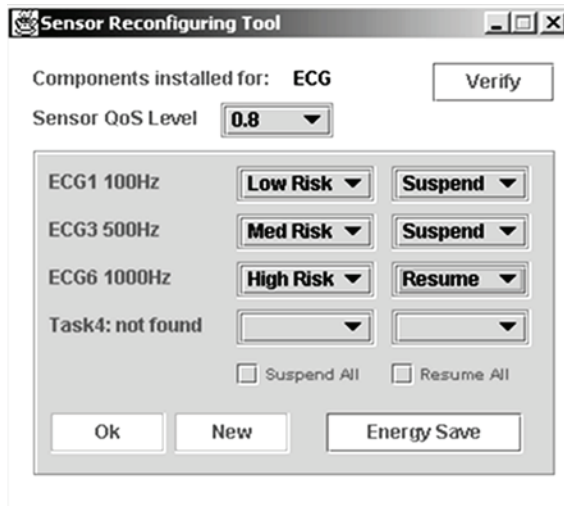 Sensor Reconfiguring Tool
Components installed for: ECG Verify
Sensor QoS Level 0.8
ECG1 100Hz Low Risk Suspend
ECG3 500Hz Med Risk Suspend
ECG6 1000Hz High Risk Resume
Task4: not found
Suspend All Resume All
Ok New Energy Save